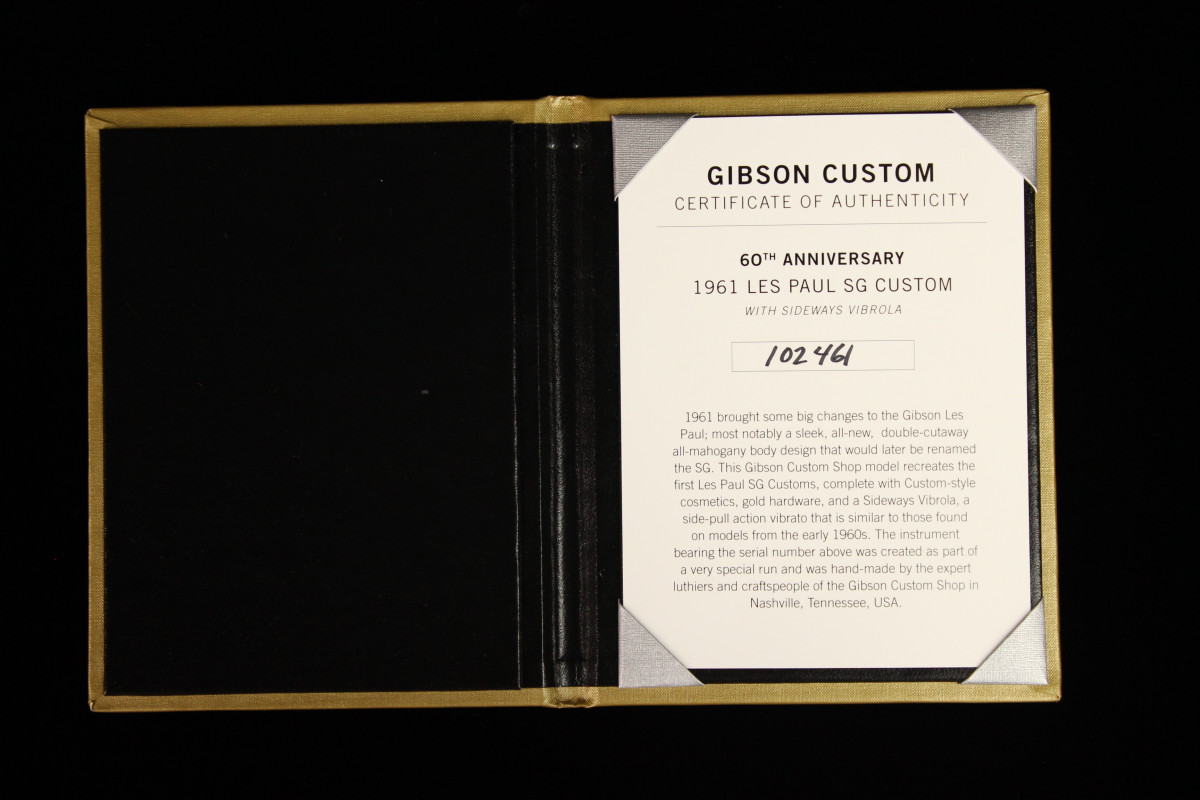 GIBSON CUSTOM
CERTIFICATE OF AUTHENTICITY
60TH ANNIVERSARY
1961 LES PAUL SG CUSTOM
WITH SIDEWAYS VIBROLA
102461
1961 brought some big changes to the Gibson Les
Paul; most notably a sleek, all-new, double-cutaway
all-mahogany body design that would later be renamed
the SG. This Gibson Custom Shop model recreates the
first Les Paul SG Customs, complete with Custom-style
cosmetics, gold hardware, and a Sideways Vibrola, a
side-pull action vibrato that is similar to those found
on models from the early 1960s. The instrument
bearing the serial number above was created as part of
a very special run and was hand-made by the expert
luthiers and craftspeople of the Gibson Custom Shop in
Nashville, Tennessee, USA.